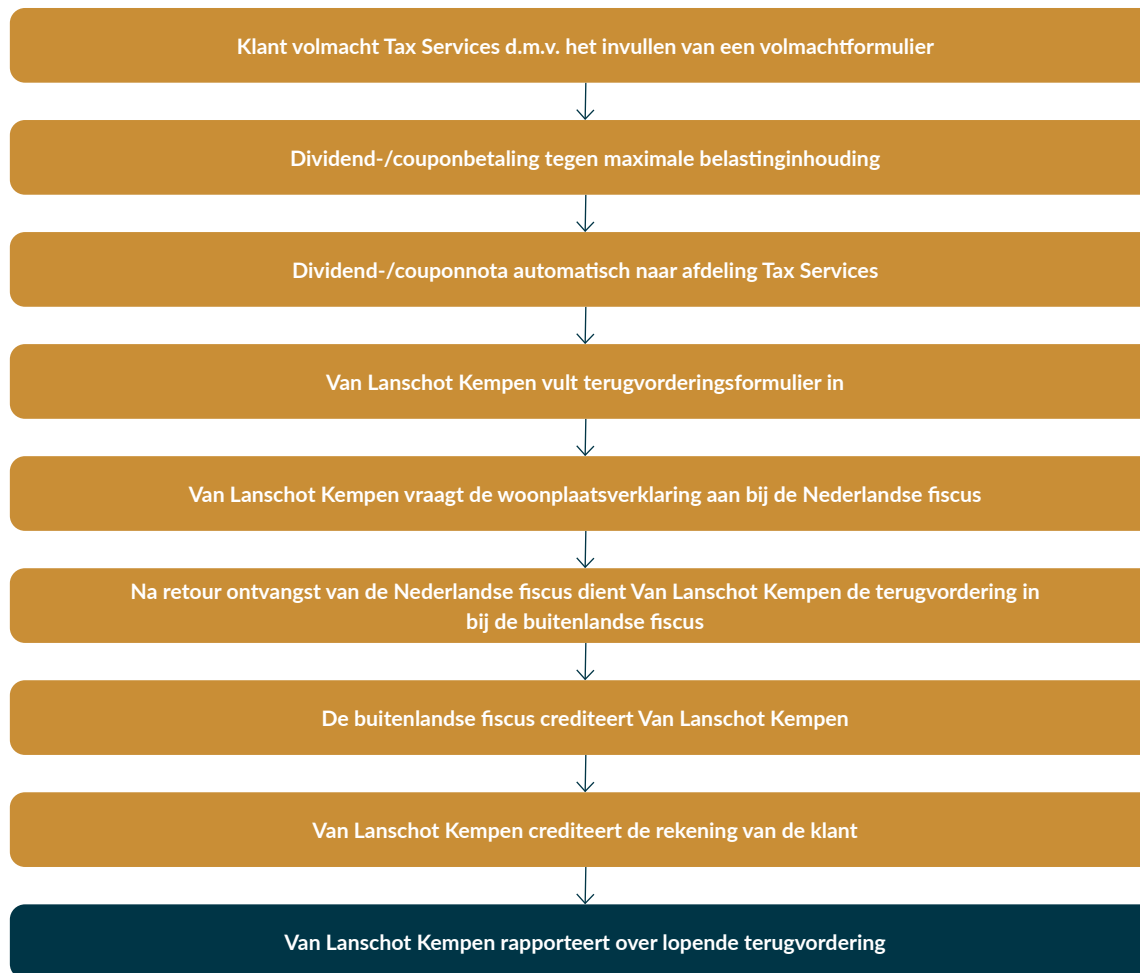 Klant volmacht Tax Services d.m.v. het invullen van een volmachtformulier
Dividend-/couponbetaling tegen maximale belastinginhouding
Dividend-/couponnota automatisch naar afdeling Tax Services
Van Lanschot Kempen vult terugvorderingsformulier in
Van Lanschot Kempen vraagt de woonplaatsverklaring aan bij de Nederlandse fiscus
Na retour ontvangst van de Nederlandse fiscus dient Van Lanschot Kempen de terugvordering in
bij de buitenlandse fiscus
De buitenlandse fiscus crediteert Van Lanschot Kempen
Van Lanschot Kempen crediteert de rekening van de klant
Van Lanschot Kempen rapporteert over lopende terugvordering